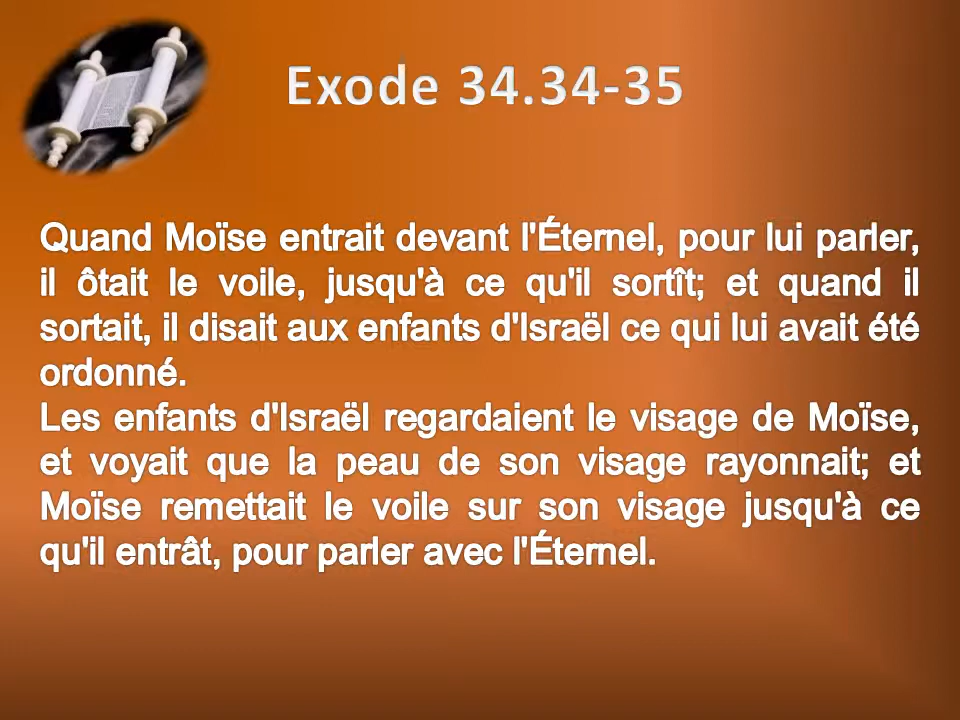 Exode 34.34-35
Quand Moïse entrait devant l'Éternel, pour lui parler,
il ôtait le voile, jusqu'à ce qu'il sortît; et quand il
sortait, il disait aux enfants d'Israël ce qui lui avait été
ordonné.
Les enfants d'Israël regardaient le visage de Moïse,
et voyait que la peau de son visage rayonnait; et
Moïse remettait le voile sur son visage jusqu'à ce
qu'il entrât, pour parler avec l'Éternel.